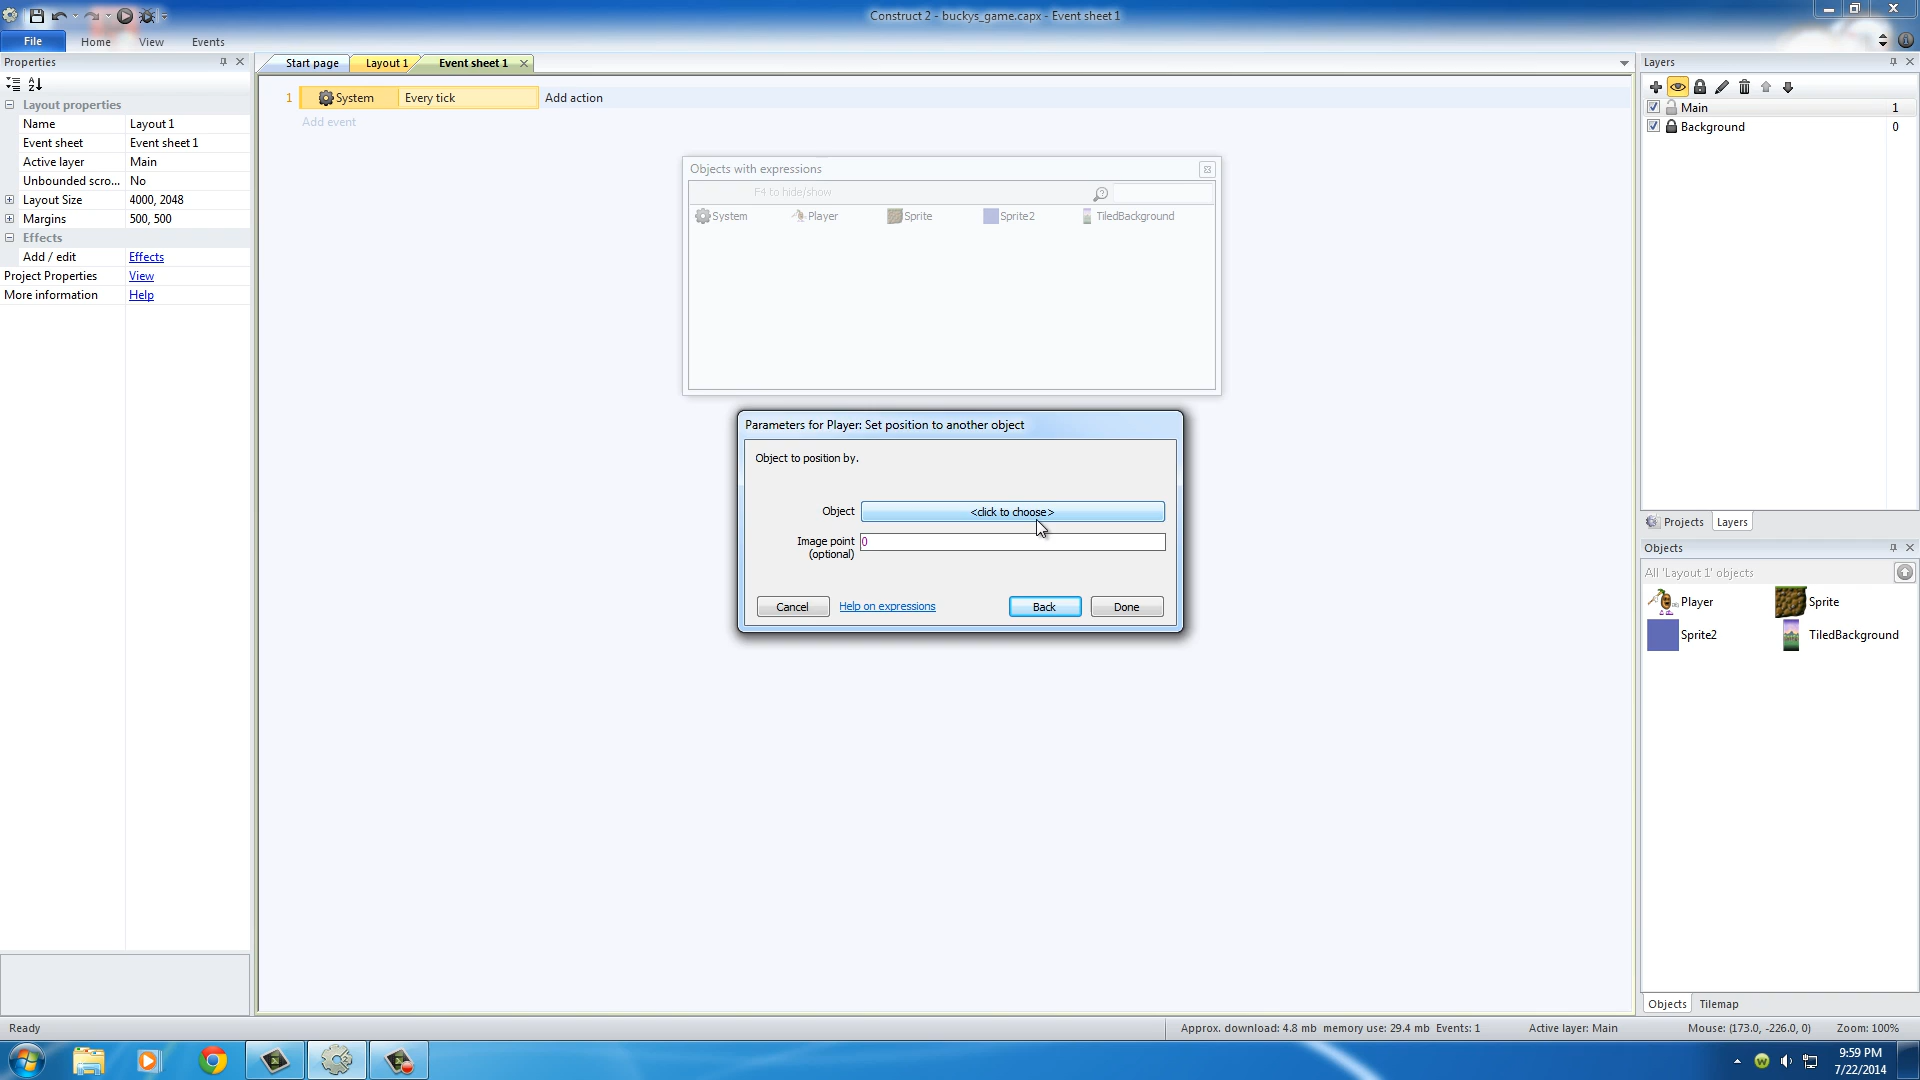 Construct 2 - buckys_game.capx - Event sheet 1
File Home View Events
Properties
Start page Layout 1 Event sheet 1
Layers
Layout properties
Name Layout 1
Event sheet Event sheet 1
Active layer Main
Unbounded scro... No
Layout Size 4000, 2048
Margins 500, 500
Effects
Add / edit Effects
Project Properties View
More information Help
1 System Every tick Add action
Add event
Objects with expressions
F4 to hide/show
System Player Sprite Sprite2 TiledBackground
Parameters for Player: Set position to another object
Object to position by.
Object <click to choose>
Image point (optional) 0
Cancel Help on expressions Back Done
Main 1
Background 0
Projects Layers
Objects
All 'Layout 1' objects
Player Sprite
Sprite2 TiledBackground
Objects Tilemap
Ready Approx. download: 4.8 mb memory use: 29.4 mb Events: 1 Active layer: Main Mouse: (173.0, -226.0, 0) Zoom: 100%
9:59 PM
7/22/2014